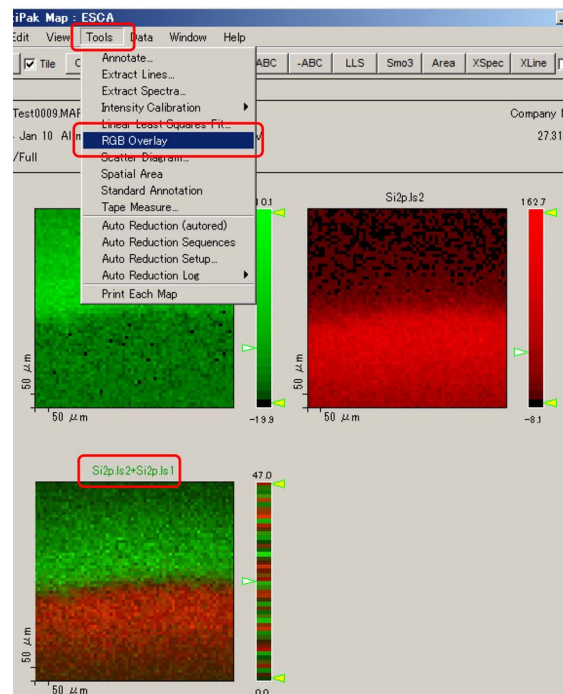 iPak Map : ESCA
Edit View Tools Data Window Help
Tile ABC -ABC LLS Smo3 Area XSpec XLine
Annotate...
Extract Lines...
Extract Spectra...
Intensity Calibration
Linear Least Squares Fit...
RGB Overlay
Scatter Diagram...
Spatial Area
Standard Annotation
Tape Measure...
Auto Reduction (autored)
Auto Reduction Sequences
Auto Reduction Setup...
Auto Reduction Log
Print Each Map
Test0009.MAP
Company
Jan 10
27.31
/Full
Si2p.ls2
162.7
50 μm
50 μm
-19.9
50 μm
50 μm
-8.1
Si2p.ls2+Si2p.ls1
47.0
50 μm
50 μm
0.0